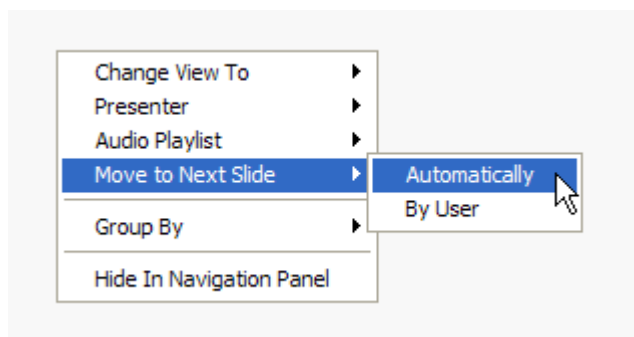 Change View To
Presenter
Audio Playlist
Move to Next Slide
Automatically
By User
Group By
Hide In Navigation Panel